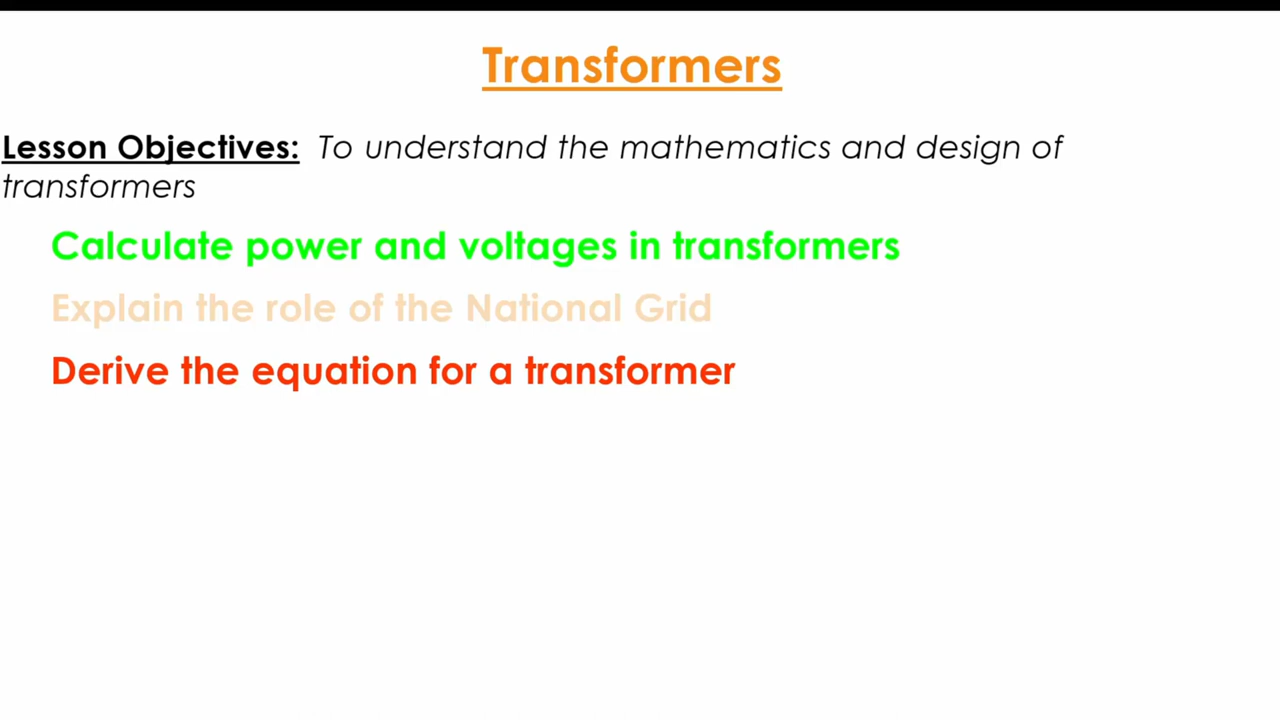 Transformers
Lesson Objectives: To understand the mathematics and design of
transformers
Calculate power and voltages in transformers
Explain the role of the National Grid
Derive the equation for a transformer